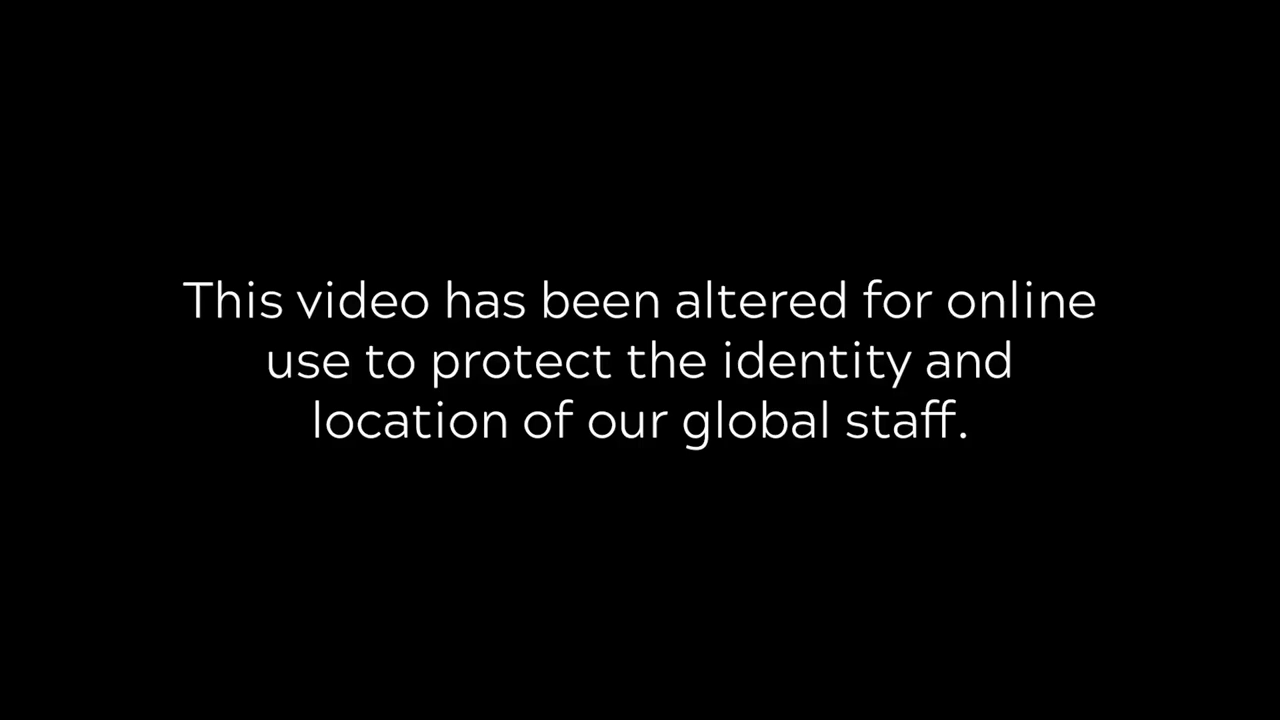 This video has been altered for online
use to protect the identity and
location of our global staff.